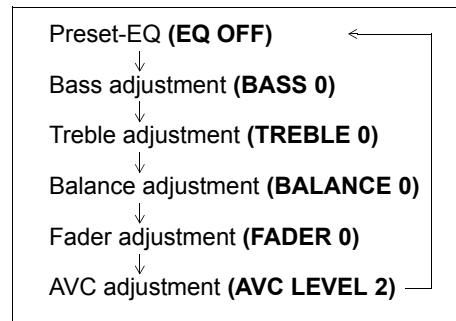 Preset-EQ (EQ OFF)
Bass adjustment (BASS 0)
Treble adjustment (TREBLE 0)
Balance adjustment (BALANCE 0)
Fader adjustment (FADER 0)
AVC adjustment (AVC LEVEL 2)